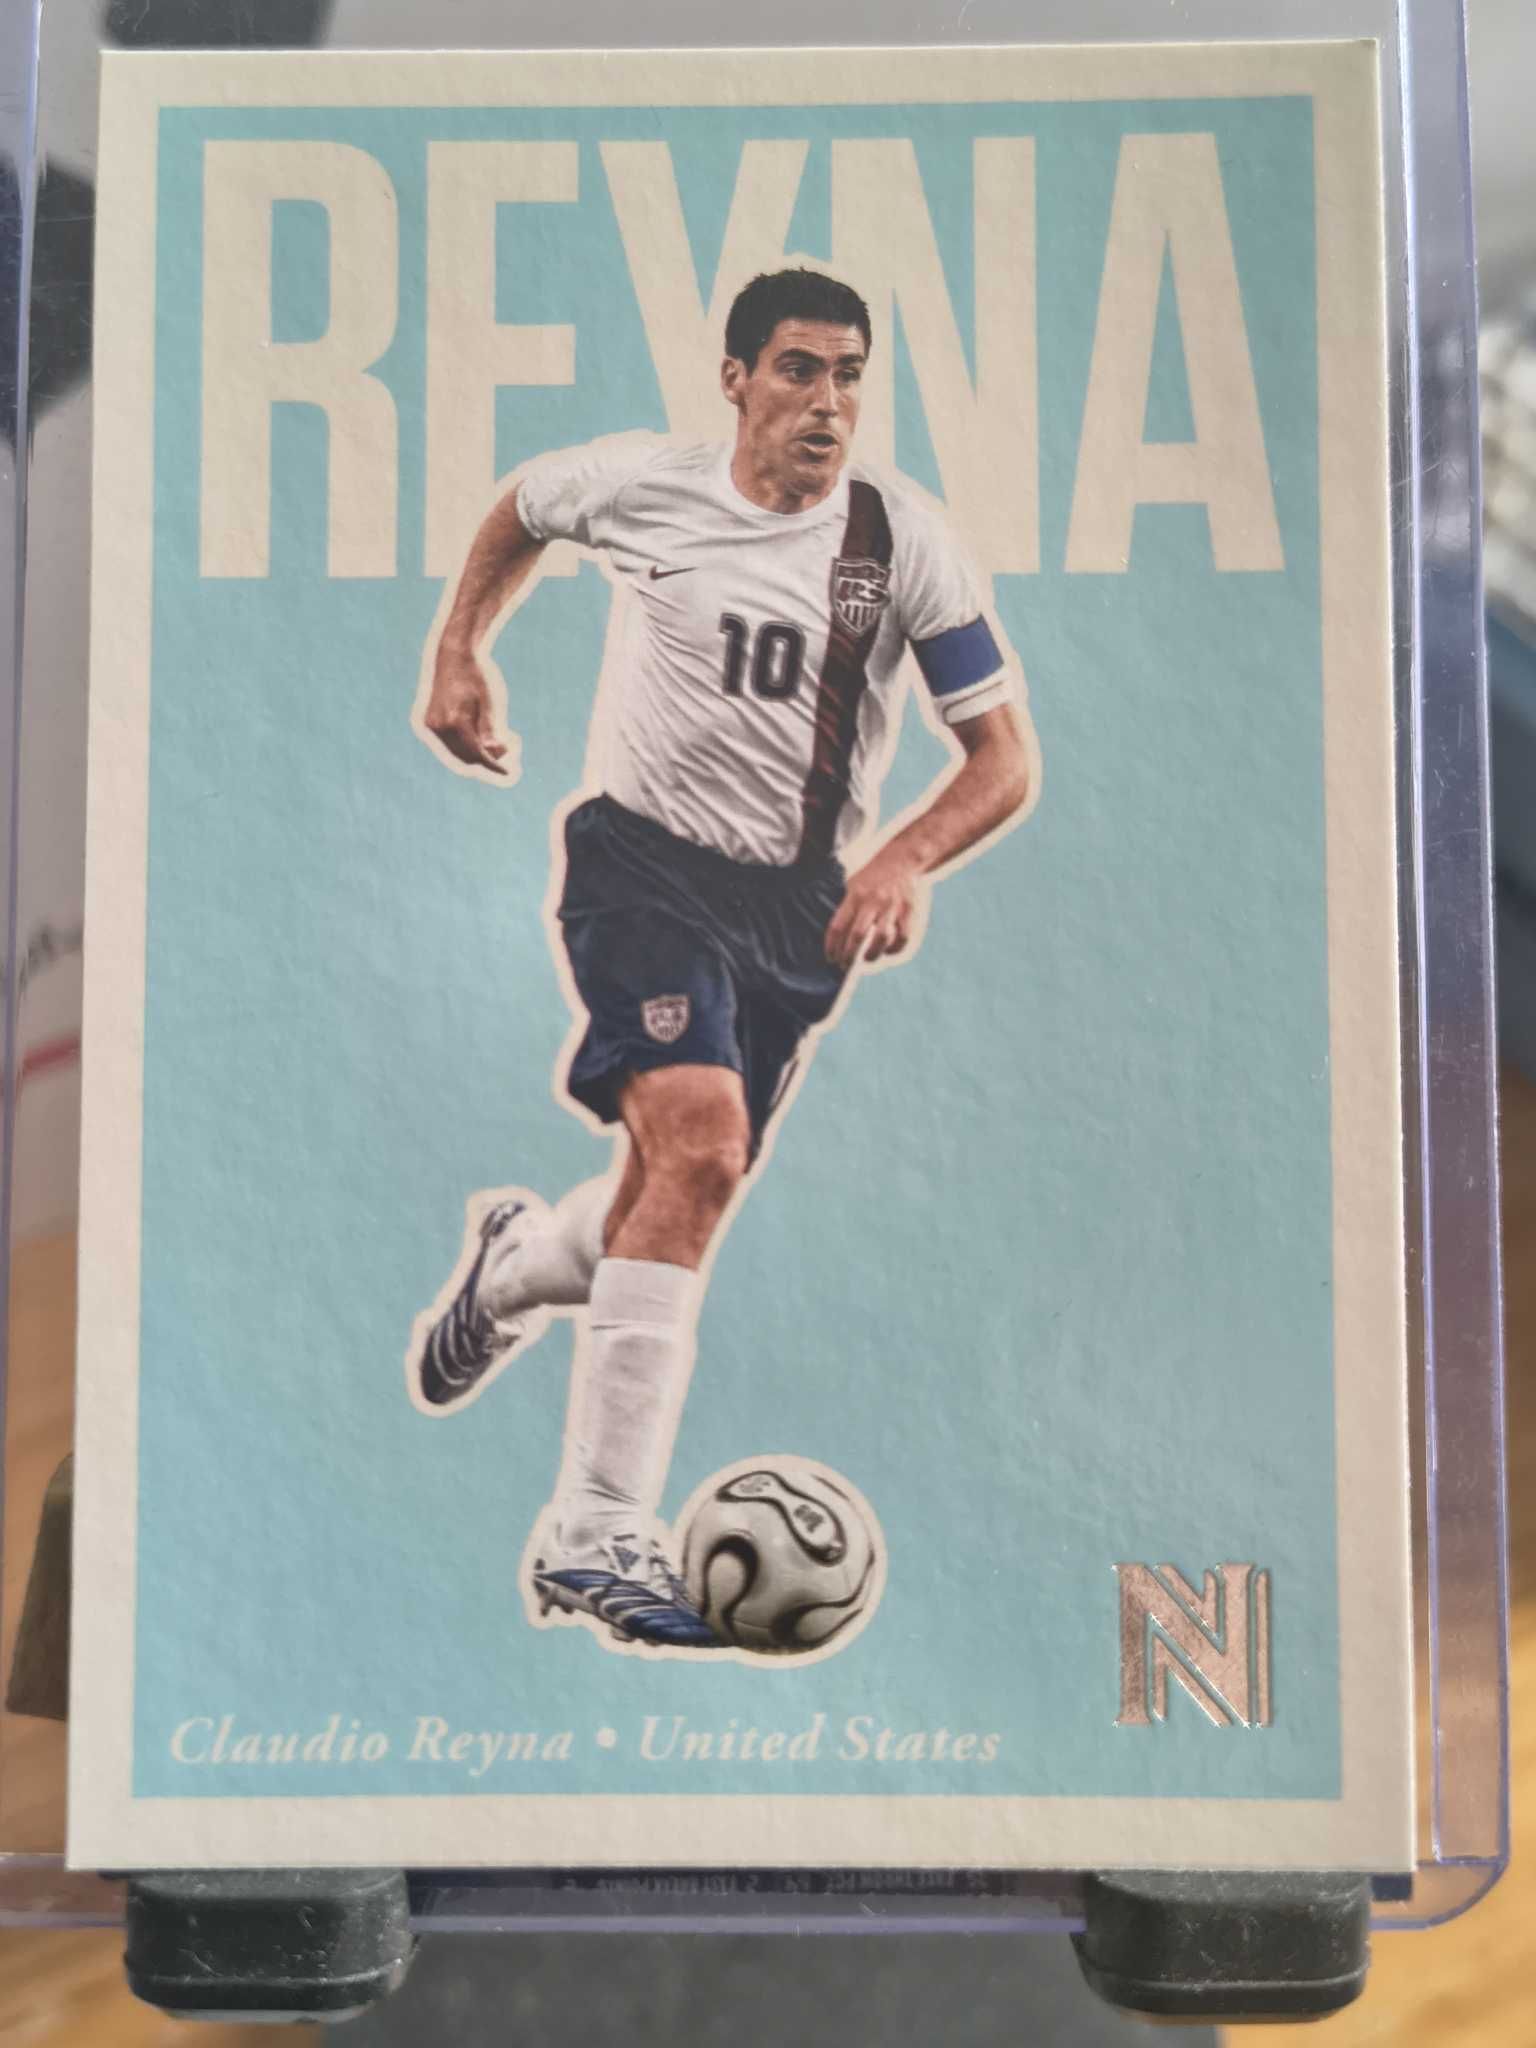 REYNA
10
Claudio Reyna • United States
N